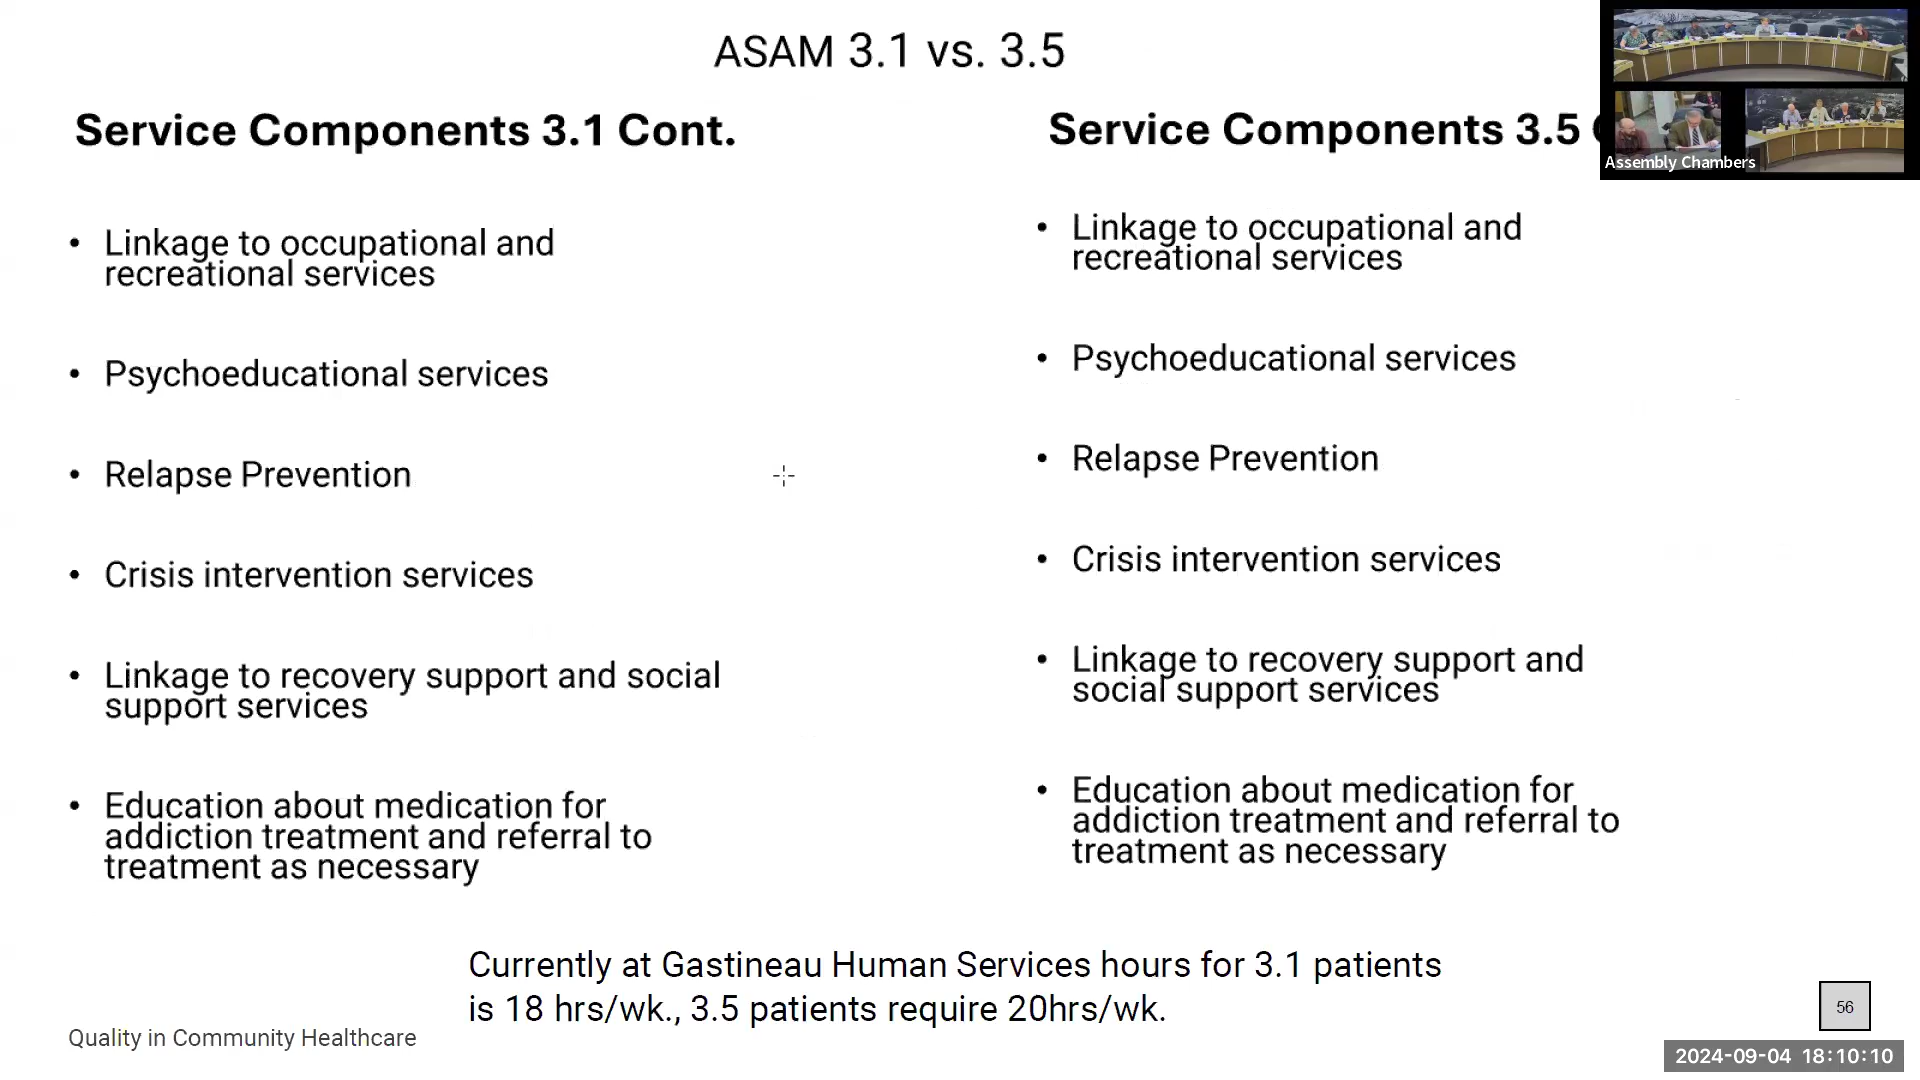 ASAM 3.1 vs. 3.5
Service Components 3.1 Cont.
• Linkage to occupational and
recreational services
• Psychoeducational services
• Relapse Prevention
• Crisis intervention services
• Linkage to recovery support and social
support services
• Education about medication for
addiction treatment and referral to
treatment as necessary
Service Components 3.5
• Linkage to occupational and
recreational services
• Psychoeducational services
• Relapse Prevention
• Crisis intervention services
• Linkage to recovery support and
social support services
• Education about medication for
addiction treatment and referral to
treatment as necessary
Assembly Chambers
Currently at Gastineau Human Services hours for 3.1 patients
is 18 hrs/wk., 3.5 patients require 20hrs/wk.
Quality in Community Healthcare
56
2024-09-04 18:10:10